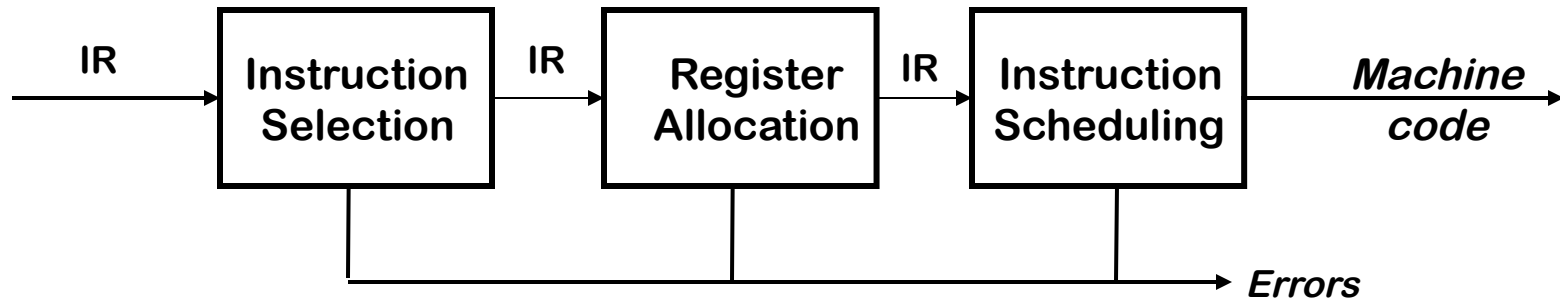 IR
Instruction
Selection
IR
Register
Allocation
IR
Instruction
Scheduling
Machine
code
Errors